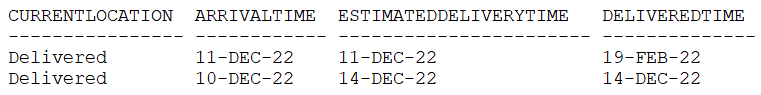 CURRENTLOCATION ARRIVALTIME ESTIMATEDDELIVERYTIME DELIVEREDTIME
---------------- ------------ ----------------------- --------------
Delivered 11-DEC-22 11-DEC-22 19-FEB-22
Delivered 10-DEC-22 14-DEC-22 14-DEC-22